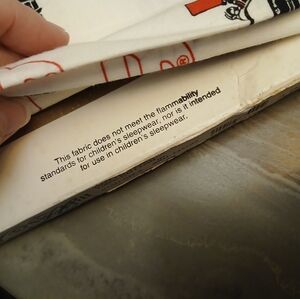 This fabric does not meet the flammability
standards for children's sleepwear, nor is it intended
for use in children's sleepwear.